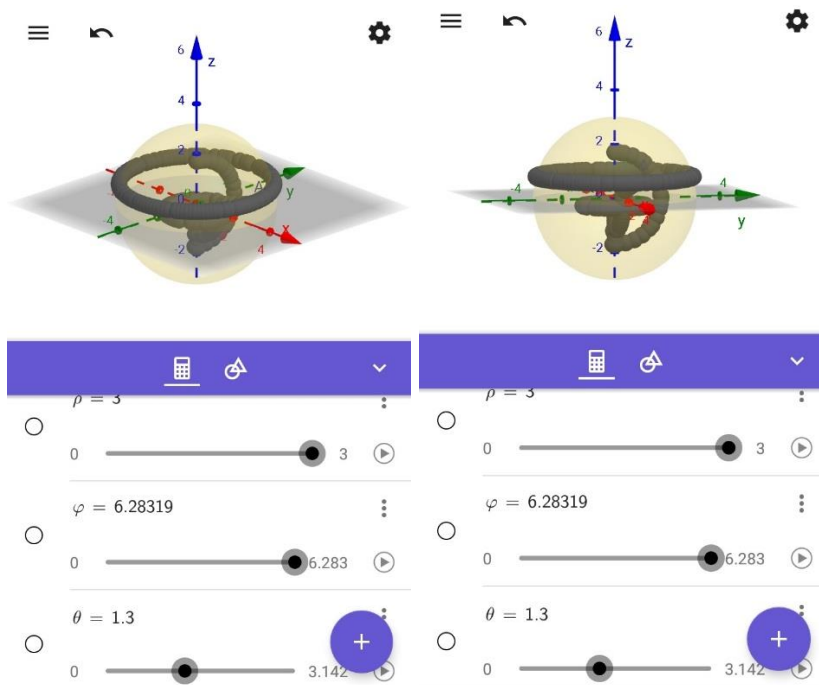 6
z
4
2
y
-4
x
4
-2
ρ = 3
0 3
φ = 6.28319
0 6.283
θ = 1.3
+
0 3.142
6
z
4
2
-4
4
y
-2
ρ = 3
0 3
φ = 6.28319
0 6.283
θ = 1.3
+
0 3.142